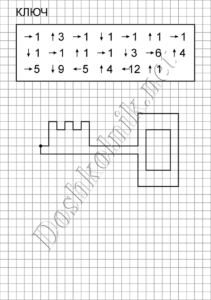 КЛЮЧ
→1 ↑3 →1 ↓1 →1 ↑1 →1
↓1 →1 ↑1 →1 ↓3 →6 ↑4
→5 ↓9 ←5 ↑4 ←12 ↑1
Doshkolnik.net